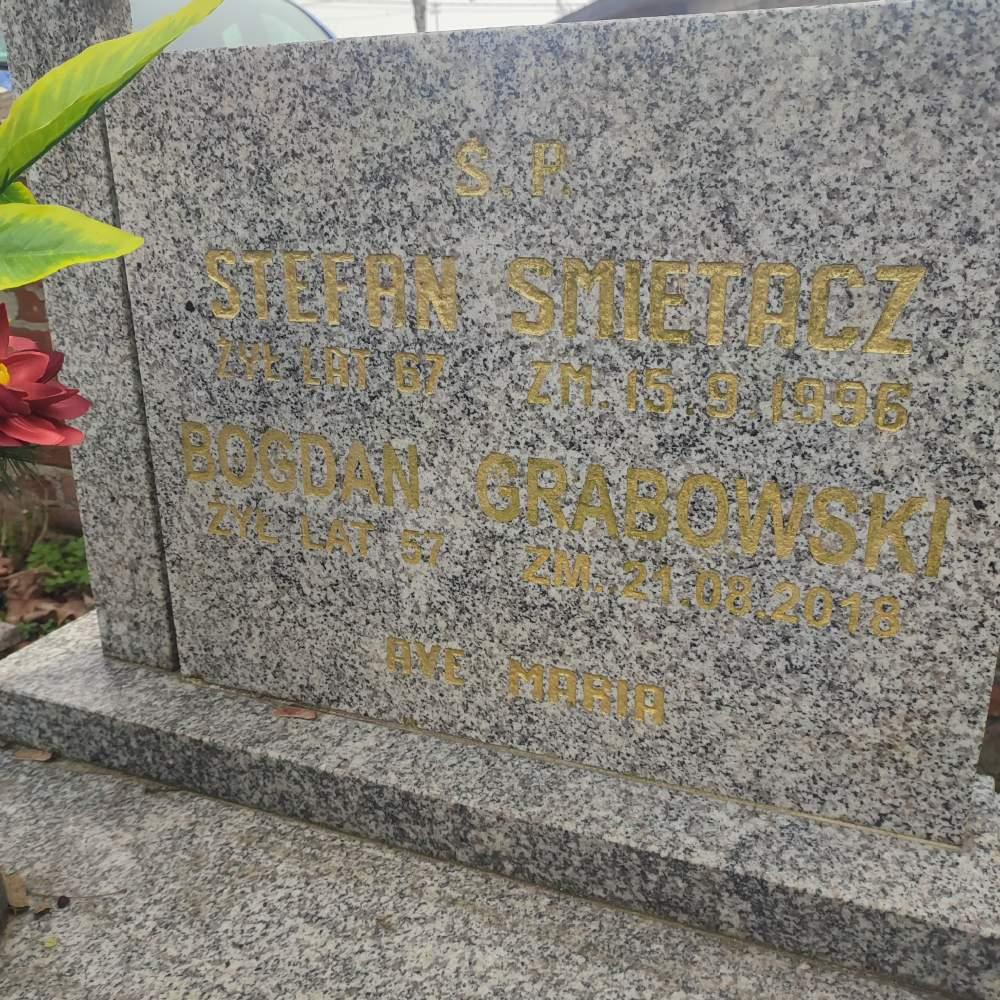 Ś. P.
STEFAN SMIETACZ
ŻYŁ LAT 67 ZM. 15.9.1996
BOGDAN GRABOWSKI
ŻYŁ LAT 57 ZM. 21.08.2018
AVE MARIA